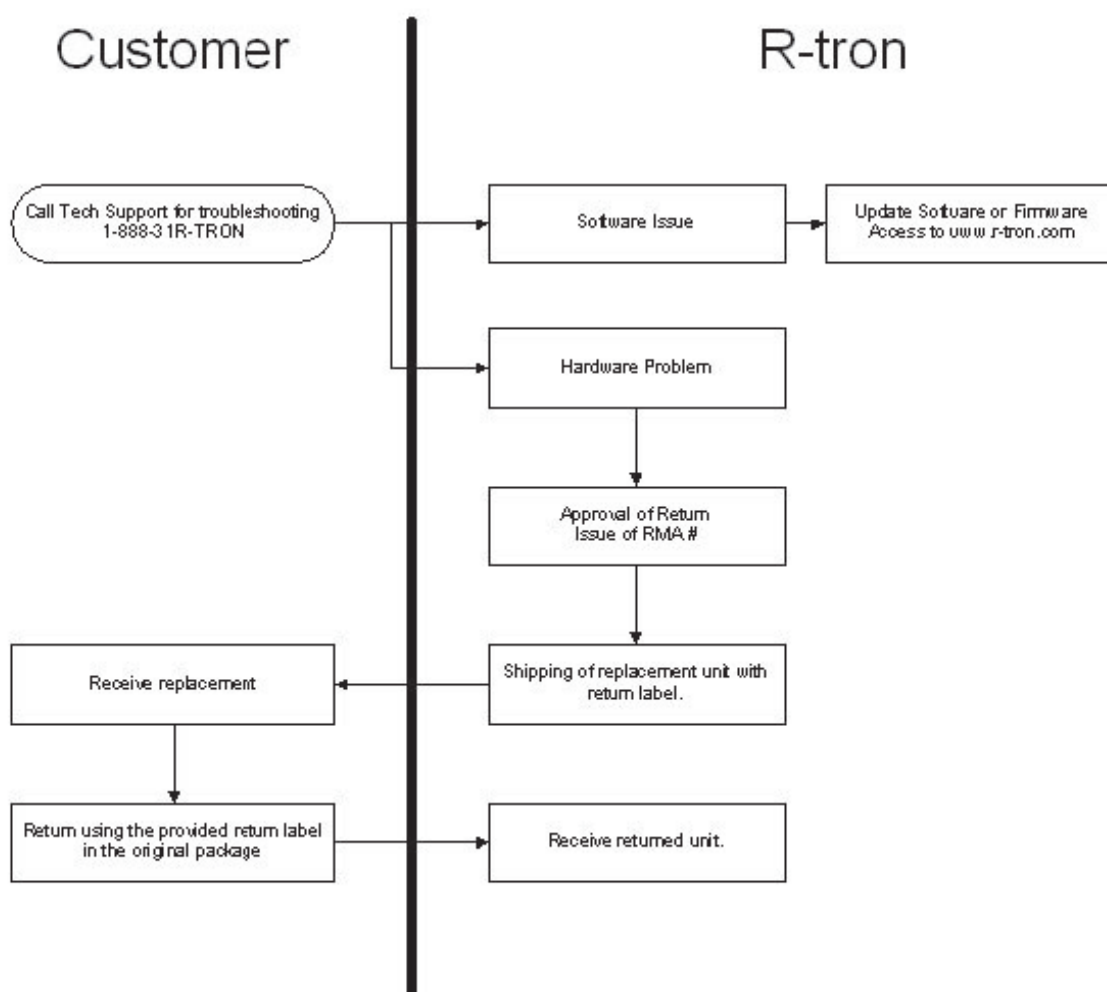 Customer
R-tron
Call Tech Support for troubleshooting
1-888-31R-TRON
Software Issue
Update Softuare or Firmware
Access to uww.r-tron.com
Hardware Problem
Approval of Return
Issue of RMA #
Shipping of replacement unit with
return label.
Receive replacement
Return using the provided return label
in the original package
Receive returned unit.